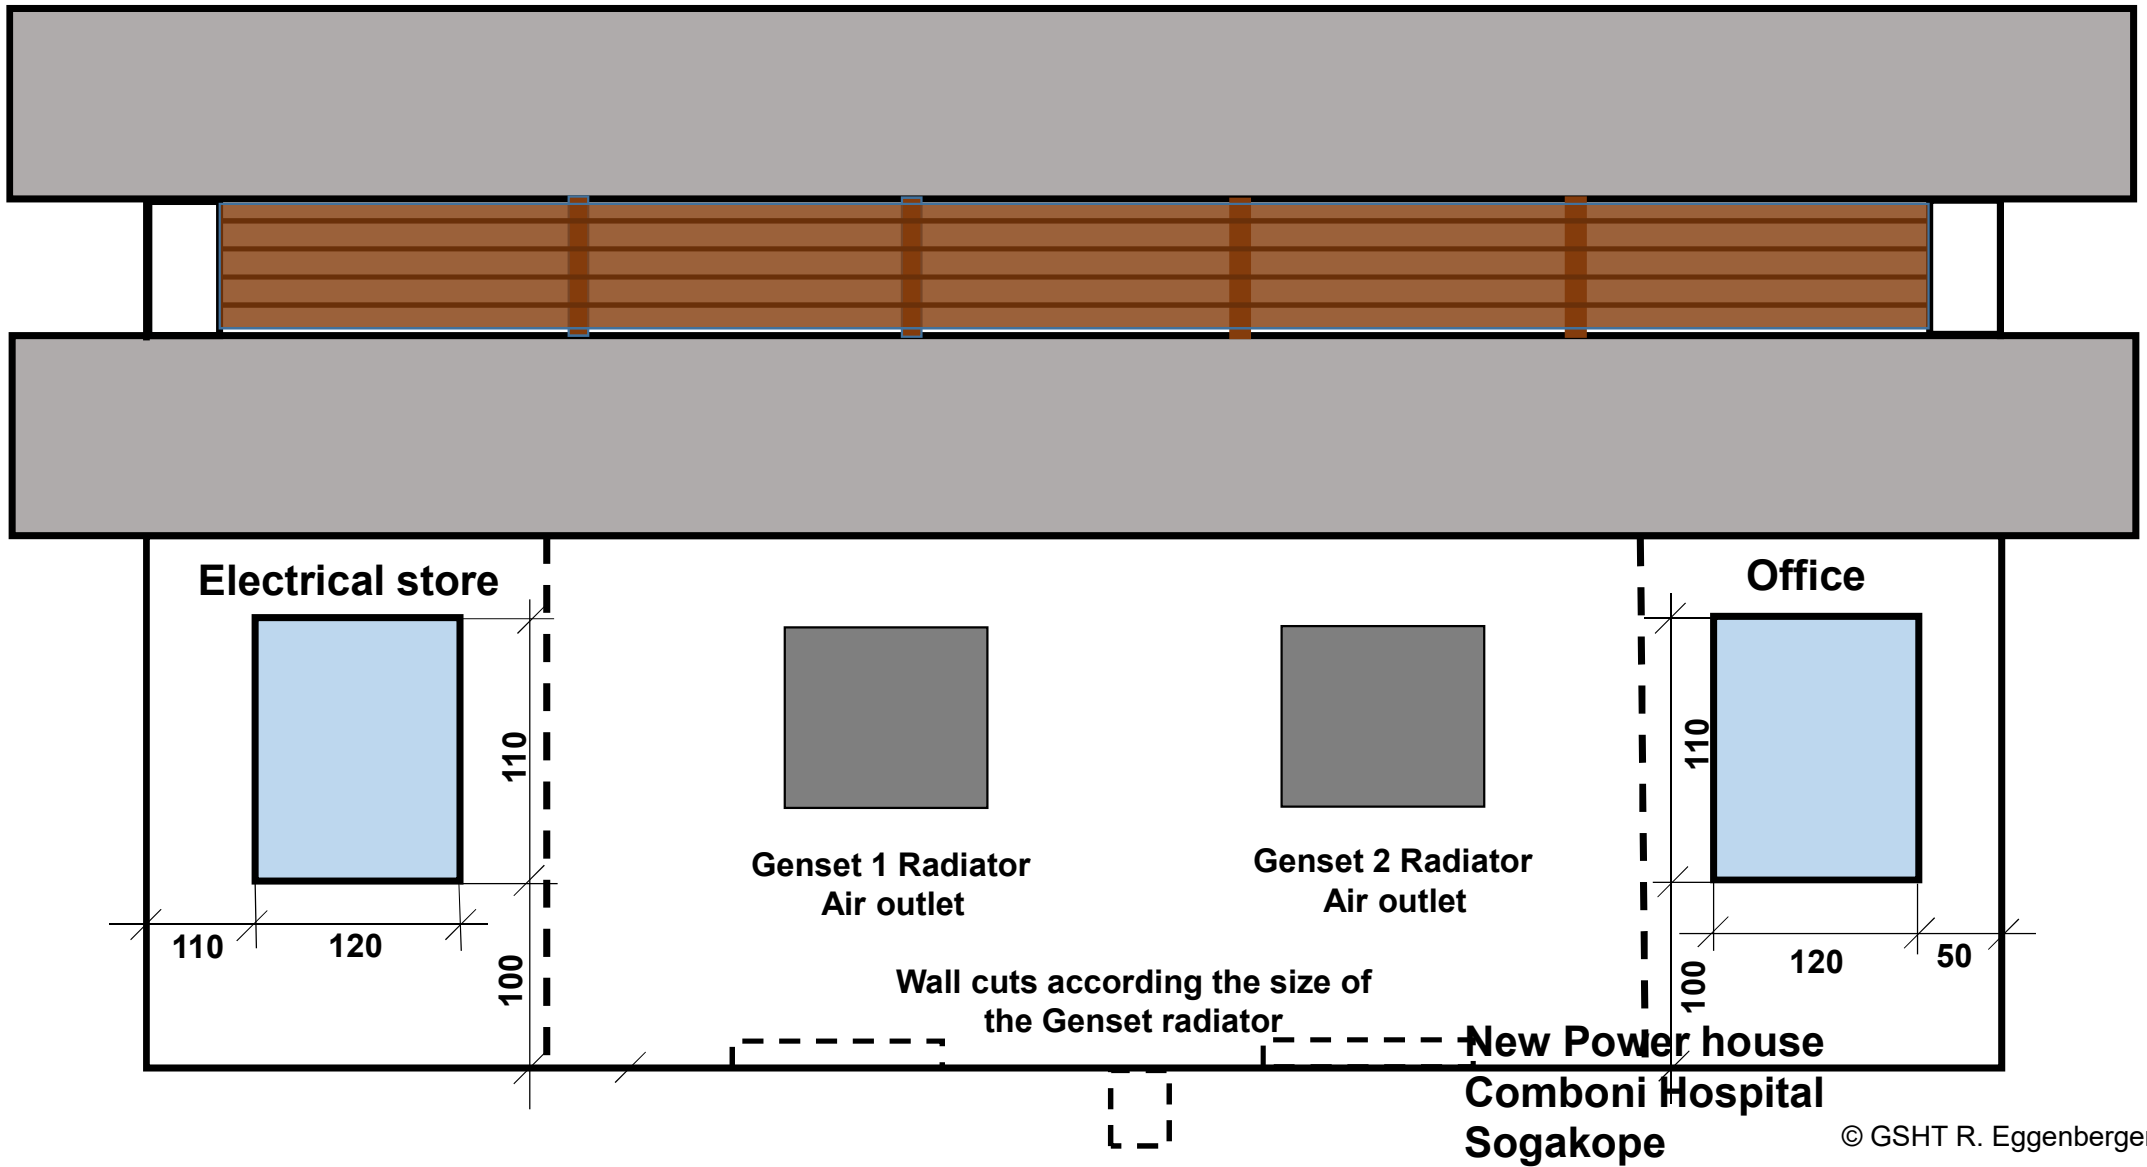 Electrical store
Office
110
110
Genset 1 Radiator
Air outlet
Genset 2 Radiator
Air outlet
110
120
100
120
50
100
Wall cuts according the size of
the Genset radiator
New Power house
Comboni Hospital
Sogakope
© GSHT R. Eggenberger